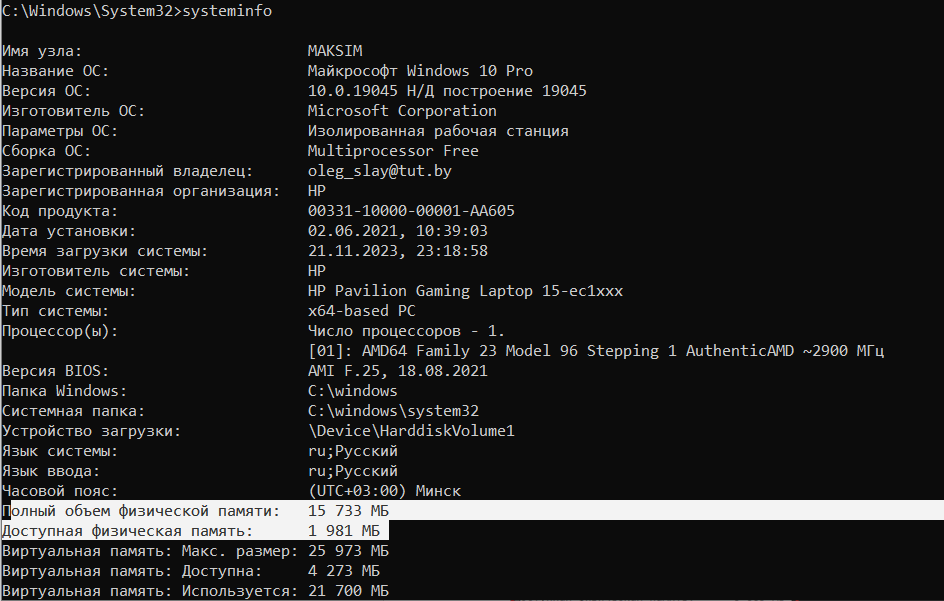 C:\Windows\System32>systeminfo
Имя узла: MAKSIM
Название ОС: Майкрософт Windows 10 Pro
Версия ОС: 10.0.19045 Н/Д построение 19045
Изготовитель ОС: Microsoft Corporation
Параметры ОС: Изолированная рабочая станция
Сборка ОС: Multiprocessor Free
Зарегистрированный владелец: oleg_slay@tut.by
Зарегистрированная организация: HP
Код продукта: 00331-10000-00001-AA605
Дата установки: 02.06.2021, 10:39:03
Время загрузки системы: 21.11.2023, 23:18:58
Изготовитель системы: HP
Модель системы: HP Pavilion Gaming Laptop 15-ec1xxx
Тип системы: x64-based PC
Процессор(ы): Число процессоров - 1.
[01]: AMD64 Family 23 Model 96 Stepping 1 AuthenticAMD ~2900 МГц
Версия BIOS: AMI F.25, 18.08.2021
Папка Windows: C:\windows
Системная папка: C:\windows\system32
Устройство загрузки: \Device\HarddiskVolume1
Язык системы: ru;Русский
Язык ввода: ru;Русский
Часовой пояс: (UTC+03:00) Минск
Полный объем физической памяти: 15 733 МБ
Доступная физическая память: 1 981 МБ
Виртуальная память: Макс. размер: 25 973 МБ
Виртуальная память: Доступна: 4 273 МБ
Виртуальная память: Используется: 21 700 МБ